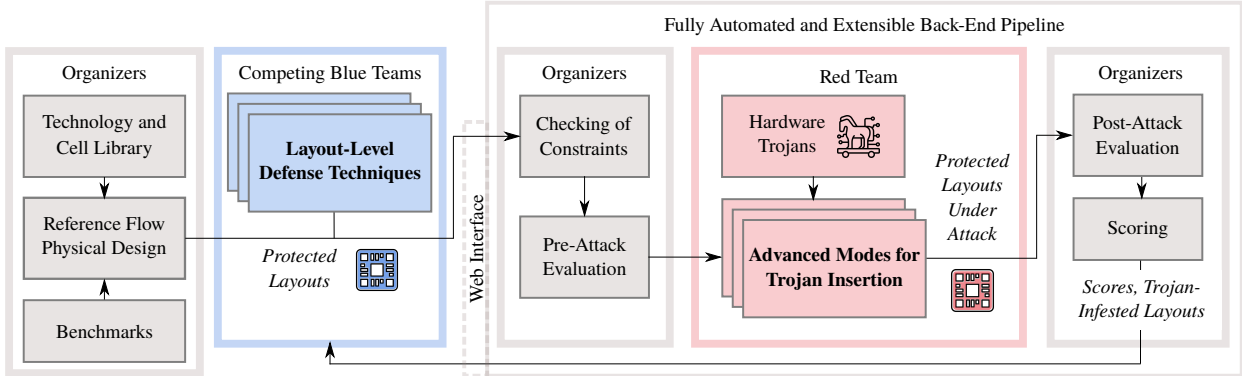 Fully Automated and Extensible Back-End Pipeline
Organizers
Technology and
Cell Library
Reference Flow
Physical Design
Benchmarks
Competing Blue Teams
Layout-Level
Defense Techniques
Protected
Layouts
Web Interface
Organizers
Checking of
Constraints
Pre-Attack
Evaluation
Red Team
Hardware
Trojans
Advanced Modes for
Trojan Insertion
Protected
Layouts
Under
Attack
Organizers
Post-Attack
Evaluation
Scoring
Scores, Trojan-
Infested Layouts